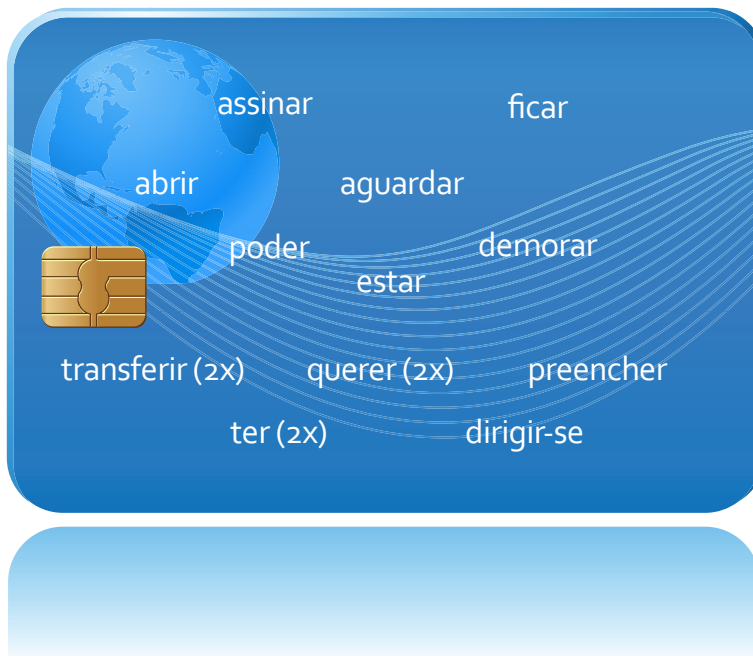 assinar ficar
abrir aguardar
poder demorar
estar
transferir (2x) querer (2x) preencher
ter (2x) dirigir-se